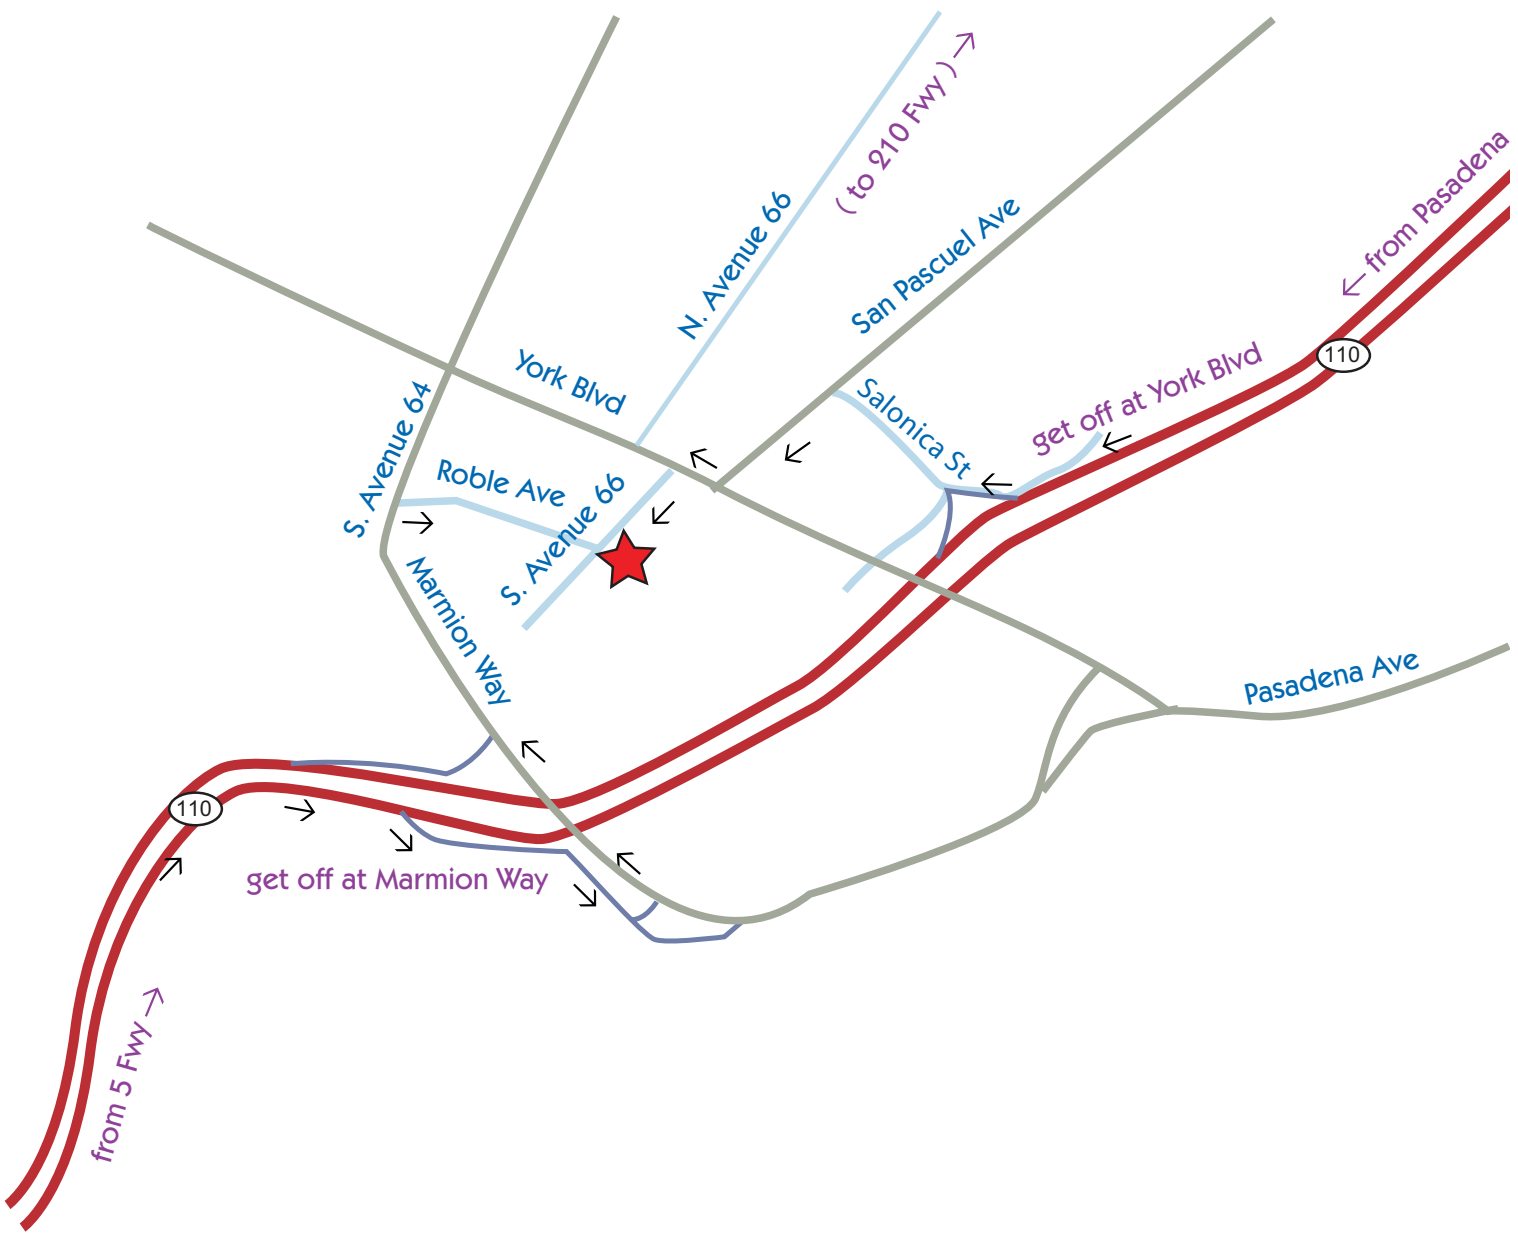 ( to 210 Fwy ) →
← from Pasadena
N. Avenue 66
San Pascuel Ave
110
York Blvd
get off at York Blvd
S. Avenue 64
Salonica St
Roble Ave
S. Avenue 66
Marmion Way
Pasadena Ave
110
get off at Marmion Way
from 5 Fwy →